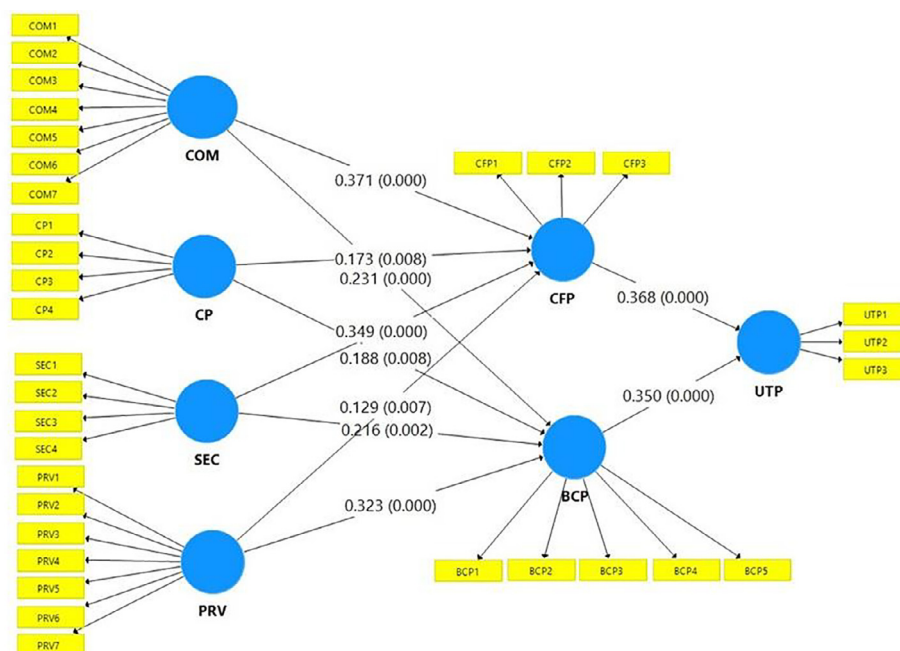 COM1
COM2
COM3
COM4
COM5
COM6
COM7
COM
CP1
CP2
CP3
CP4
CP
SEC1
SEC2
SEC3
SEC4
SEC
PRV1
PRV2
PRV3
PRV4
PRV5
PRV6
PRV7
PRV
0.371 (0.000)
0.173 (0.008)
0.231 (0.000)
0.349 (0.000)
0.188 (0.008)
0.129 (0.007)
0.216 (0.002)
0.323 (0.000)
CFP1 CFP2 CFP3
CFP
BCP
BCP1 BCP2 BCP3 BCP4 BCP5
0.368 (0.000)
0.350 (0.000)
UTP
UTP1
UTP2
UTP3